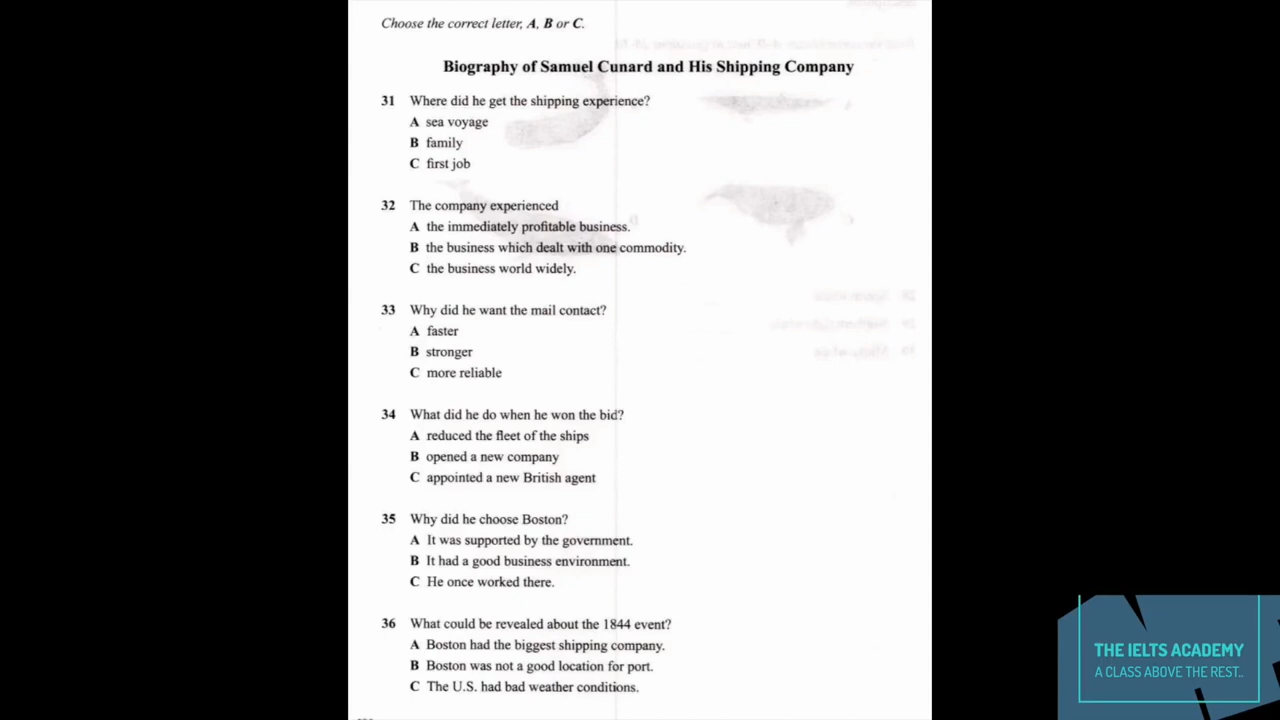 Choose the correct letter, A, B or C.
Biography of Samuel Cunard and His Shipping Company
31 Where did he get the shipping experience?
A sea voyage
B family
C first job
32 The company experienced
A the immediately profitable business.
B the business which dealt with one commodity.
C the business world widely.
33 Why did he want the mail contact?
A faster
B stronger
C more reliable
34 What did he do when he won the bid?
A reduced the fleet of the ships
B opened a new company
C appointed a new British agent
35 Why did he choose Boston?
A It was supported by the government.
B It had a good business environment.
C He once worked there.
36 What could be revealed about the 1844 event?
A Boston had the biggest shipping company.
B Boston was not a good location for port.
C The U.S. had bad weather conditions.
THE IELTS ACADEMY
A CLASS ABOVE THE REST..